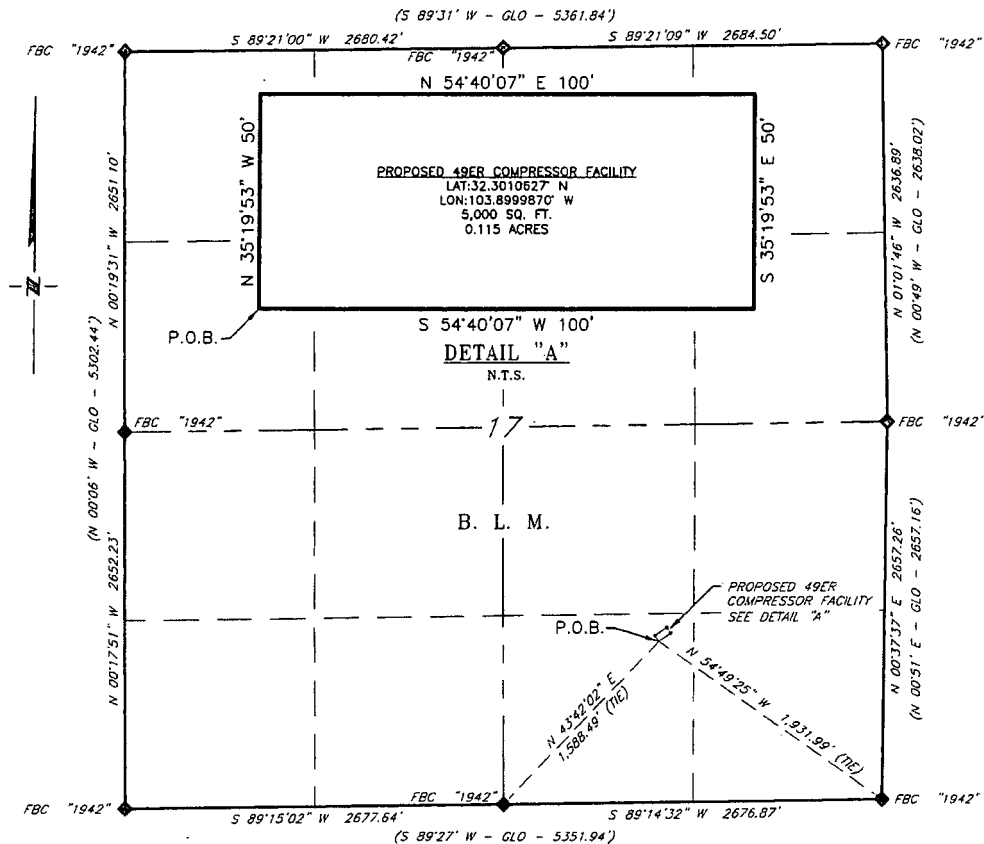 (S 89°31' W - GLO - 5361.84')
S 89°21'00" W 2680.42'
S 89°21'09" W 2684.50'
FBC "1942"
FBC "1942"
FBC "1942"
N 54°40'07" E 100'
N 35°19'53" W 50'
PROPOSED 49ER COMPRESSOR FACILITY
LAT:32.3010627° N
LON:103.8999870° W
5,000 SQ. FT.
0.115 ACRES
S 35°19'53" E 50'
N 00°19'31" W 2651.10'
N 01°01'46" W 2636.89'
(N 00°49' W - GLO - 2638.02')
N
P.O.B.
S 54°40'07" W 100'
DETAIL "A"
N.T.S.
(N 00°06' W - GLO - 5302.44')
FBC "1942"
17
FBC "1942"
B. L. M.
PROPOSED 49ER
COMPRESSOR FACILITY
SEE DETAIL "A"
P.O.B.
N 00°17'51" W 2652.23'
N 43°42'02" E
1,588.49' (TIE)
N 54°49'25" W 1,931.99' (TIE)
N 00°37'37" E 2657.26'
(N 00°51' E - GLO - 2657.16')
FBC "1942"
FBC "1942"
FBC "1942"
S 89°15'02" W 2677.64'
S 89°14'32" W 2676.87'
(S 89°27' W - GLO - 5351.94')